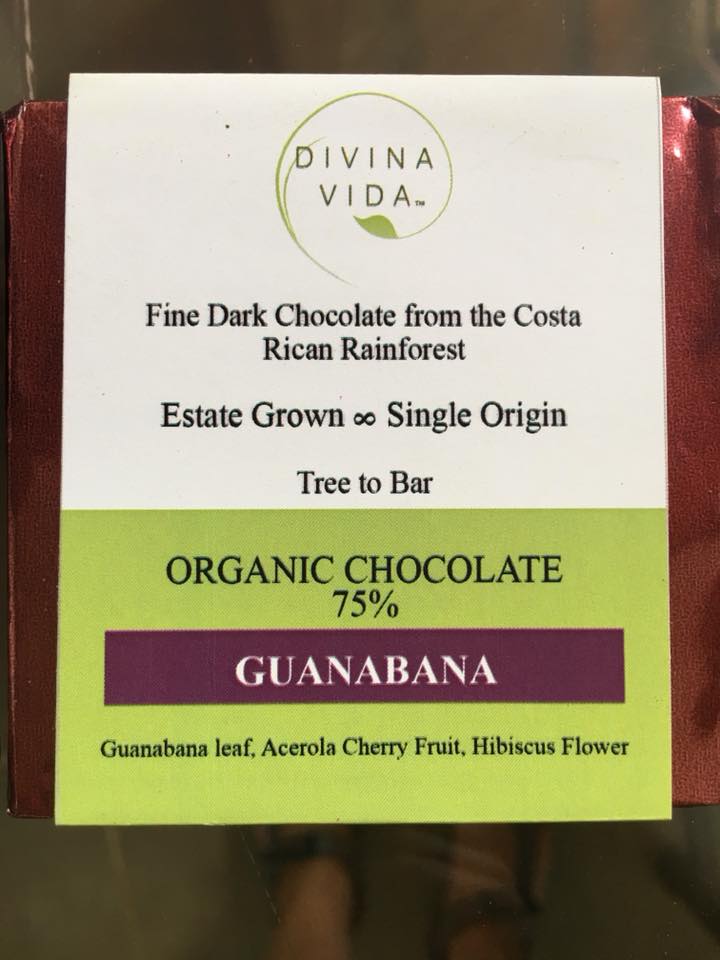 DIVINA
VIDA™
Fine Dark Chocolate from the Costa
Rican Rainforest
Estate Grown ∞ Single Origin
Tree to Bar
ORGANIC CHOCOLATE
75%
GUANABANA
Guanabana leaf, Acerola Cherry Fruit, Hibiscus Flower